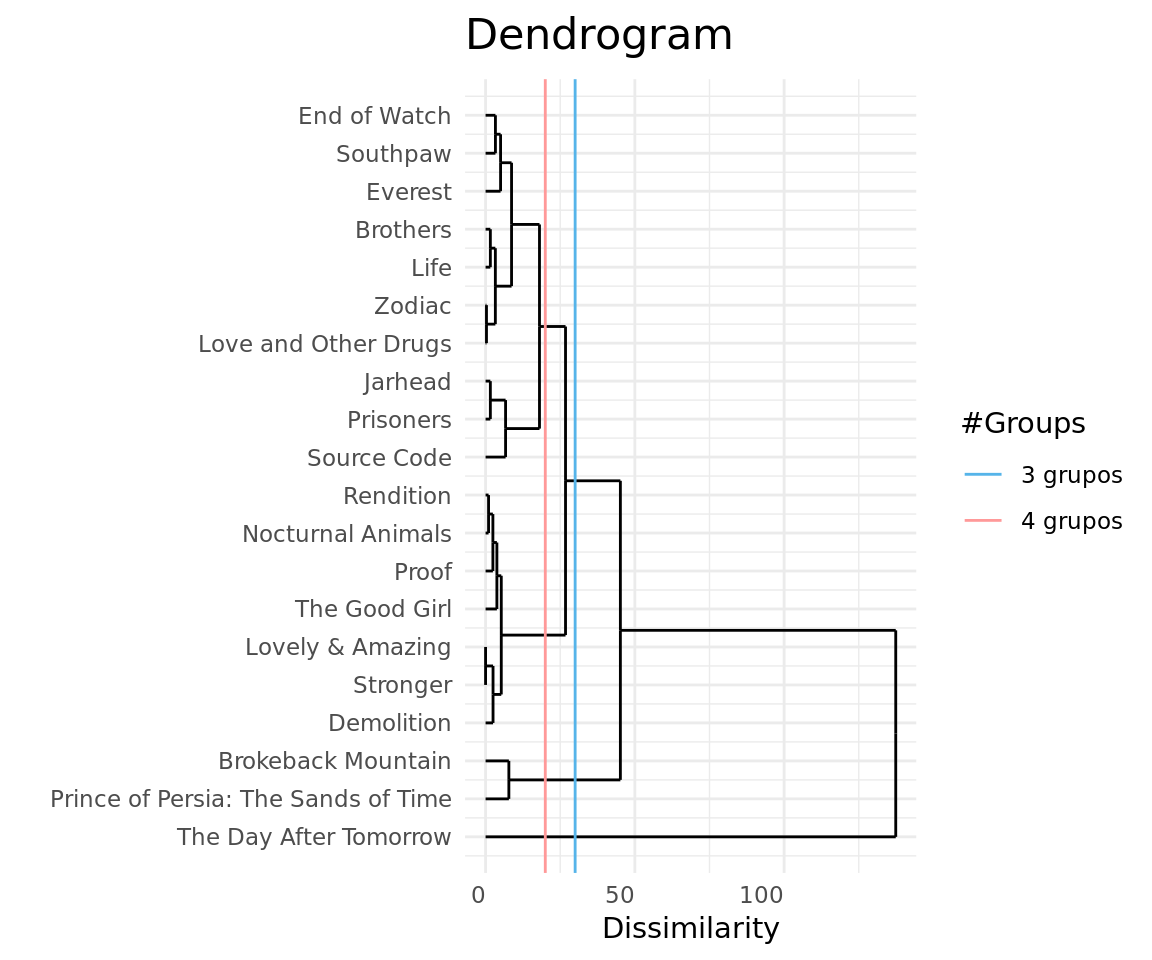 Dendrogram
End of Watch
Southpaw
Everest
Brothers
Life
Zodiac
Love and Other Drugs
Jarhead
Prisoners
Source Code
Rendition
Nocturnal Animals
Proof
The Good Girl
Lovely & Amazing
Stronger
Demolition
Brokeback Mountain
Prince of Persia: The Sands of Time
The Day After Tomorrow
0 50 100
Dissimilarity
#Groups
3 grupos
4 grupos